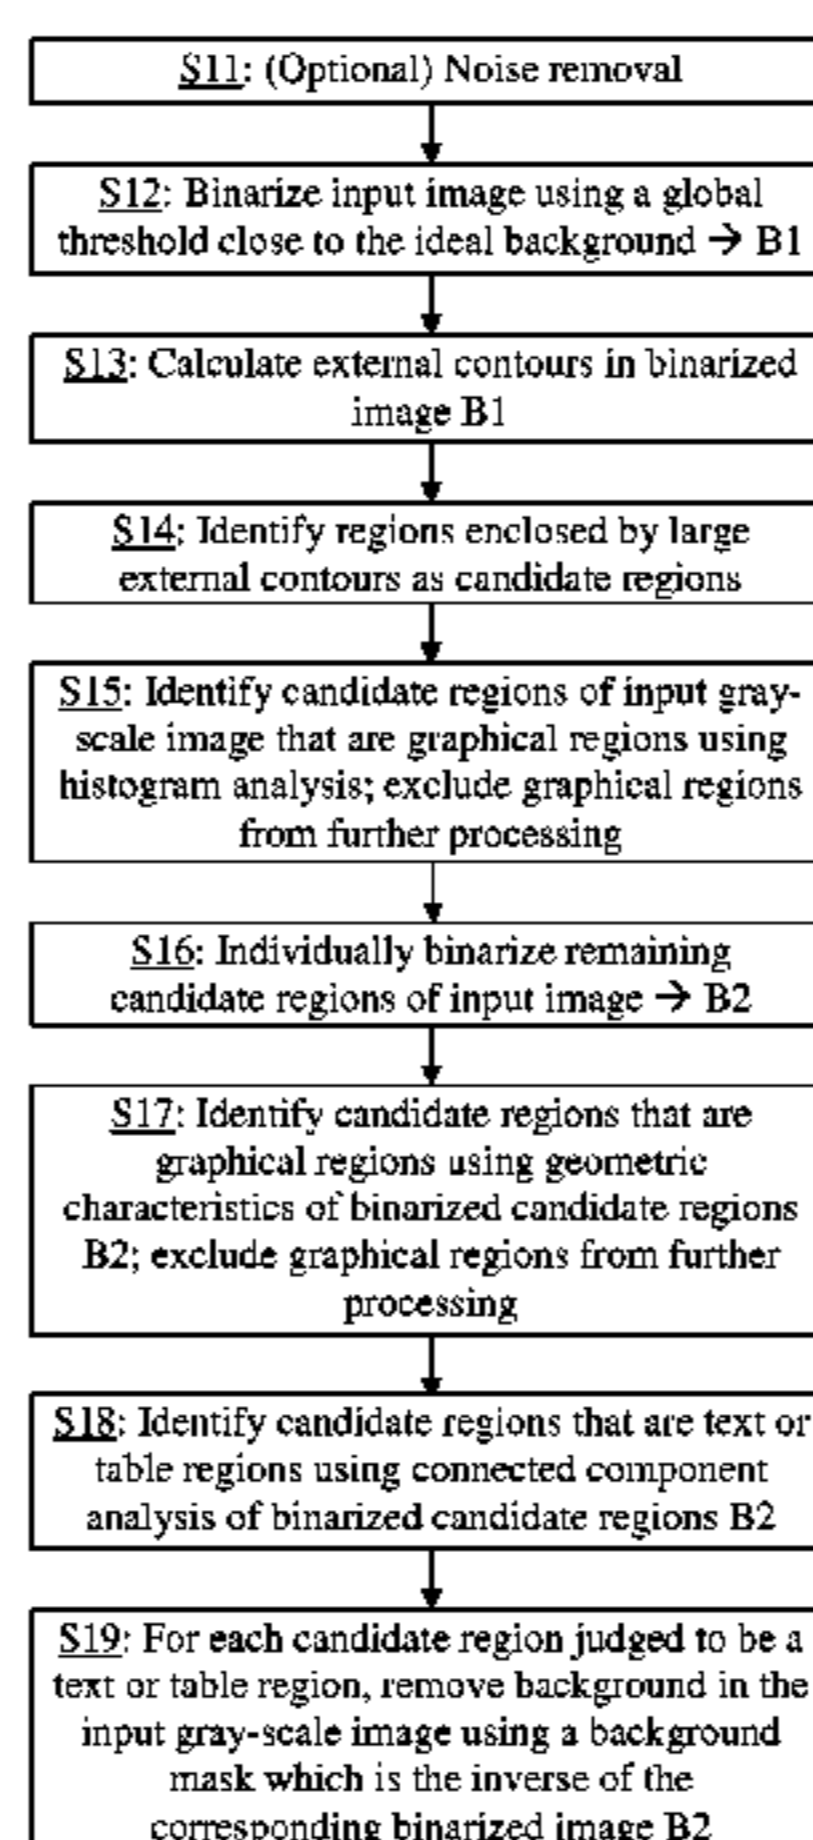 S11: (Optional) Noise removal
S12: Binarize input image using a global
threshold close to the ideal background → B1
S13: Calculate external contours in binarized
image B1
S14: Identify regions enclosed by large
external contours as candidate regions
S15: Identify candidate regions of input gray-
scale image that are graphical regions using
histogram analysis; exclude graphical regions
from further processing
S16: Individually binarize remaining
candidate regions of input image → B2
S17: Identify candidate regions that are
graphical regions using geometric
characteristics of binarized candidate regions
B2; exclude graphical regions from further
processing
S18: Identify candidate regions that are text or
table regions using connected component
analysis of binarized candidate regions B2
S19: For each candidate region judged to be a
text or table region, remove background in the
input gray-scale image using a background
mask which is the inverse of the
corresponding binarized image B2